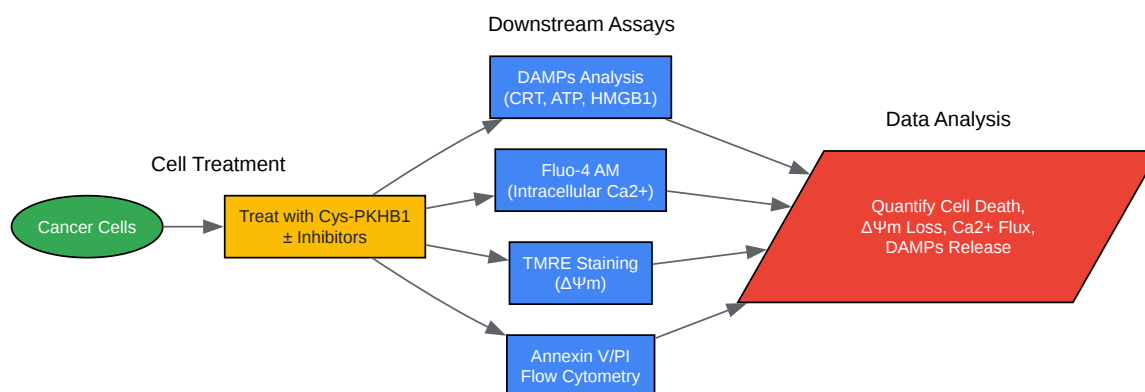 Downstream Assays
DAMPs Analysis
(CRT, ATP, HMGB1)
Data Analysis
Cell Treatment
Fluo-4 AM
(Intracellular Ca2+)
Cancer Cells
Treat with Cys-PKHB1
± Inhibitors
Quantify Cell Death,
ΔΨm Loss, Ca2+ Flux,
DAMPs Release
TMRE Staining
(ΔΨm)
Annexin V/PI
Flow Cytometry